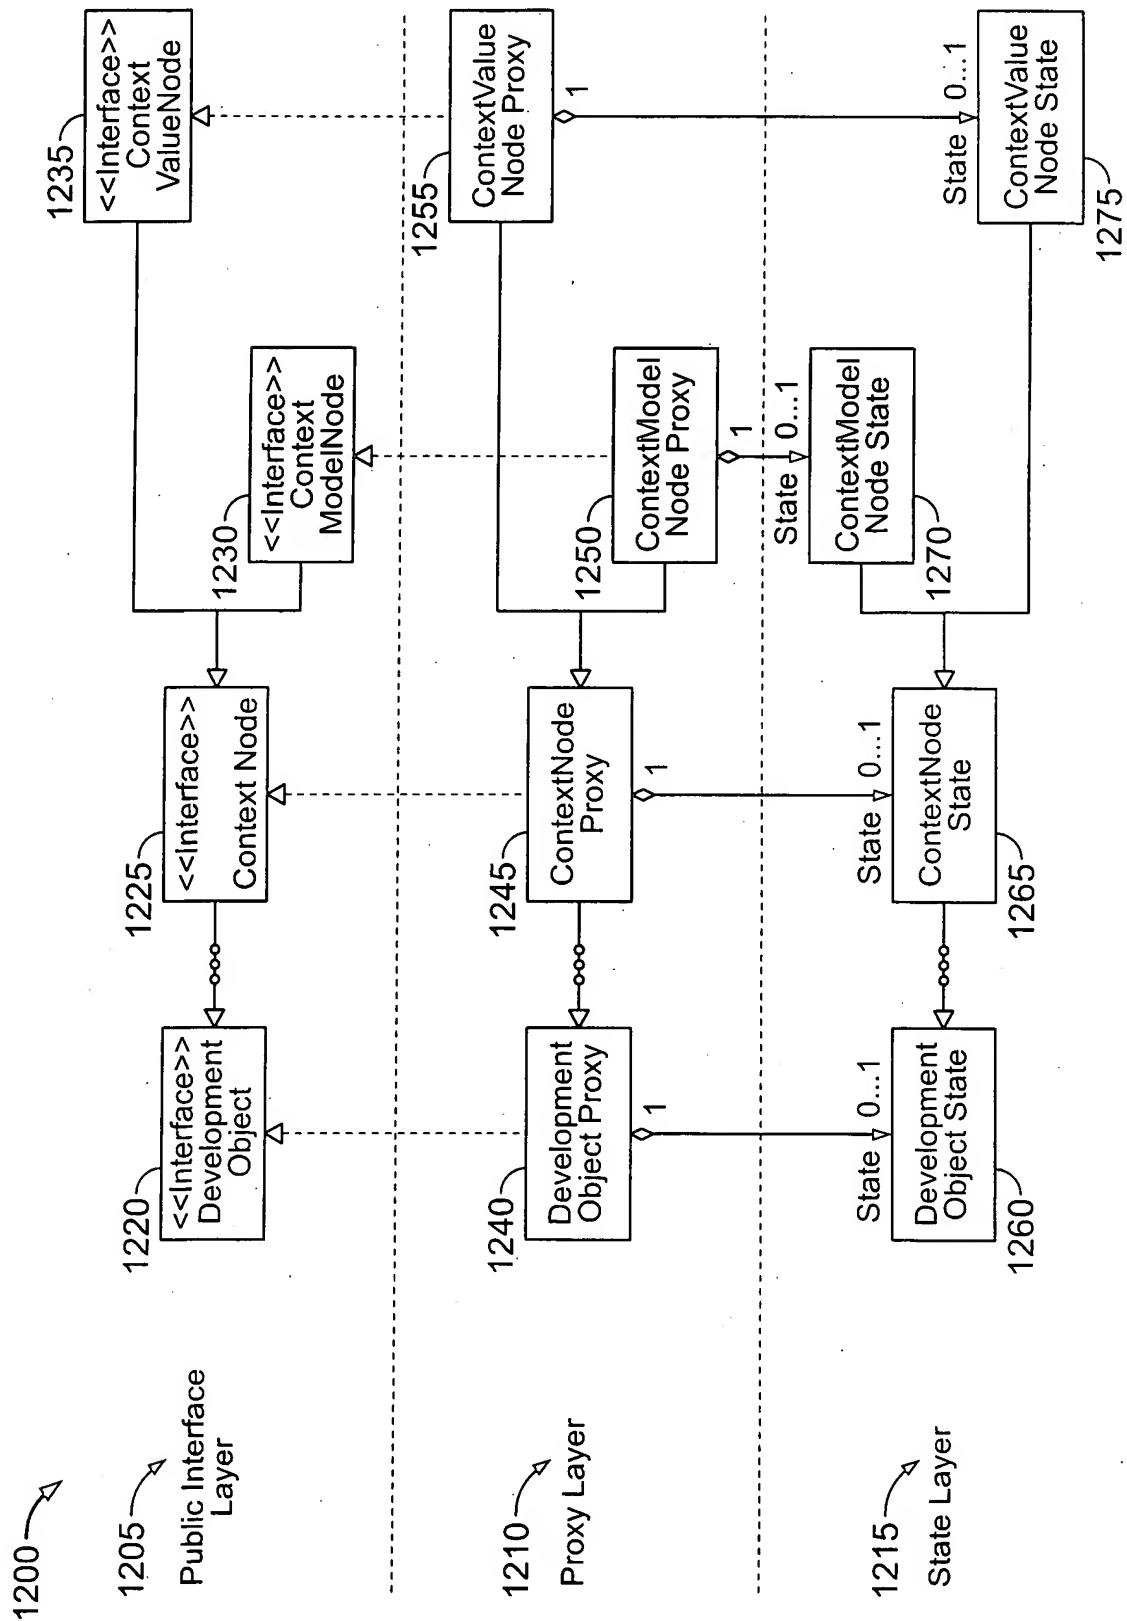 1200
1205
Public Interface
Layer
1220
<<Interface>>
Development
Object
1225
<<Interface>>
Context Node
1230
<<Interface>>
Context
ModelNode
1235
<<Interface>>
Context
ValueNode
1210
Proxy Layer
1240
Development
Object Proxy
1
1245
ContextNode
Proxy
1
1250
ContextModel
Node Proxy
1
1255
ContextValue
Node Proxy
1
1215
State Layer
State
0...1
Development
Object State
1260
State
0...1
ContextNode
State
1265
State
0...1
ContextModel
Node State
1270
State
0...1
ContextValue
Node State
1275